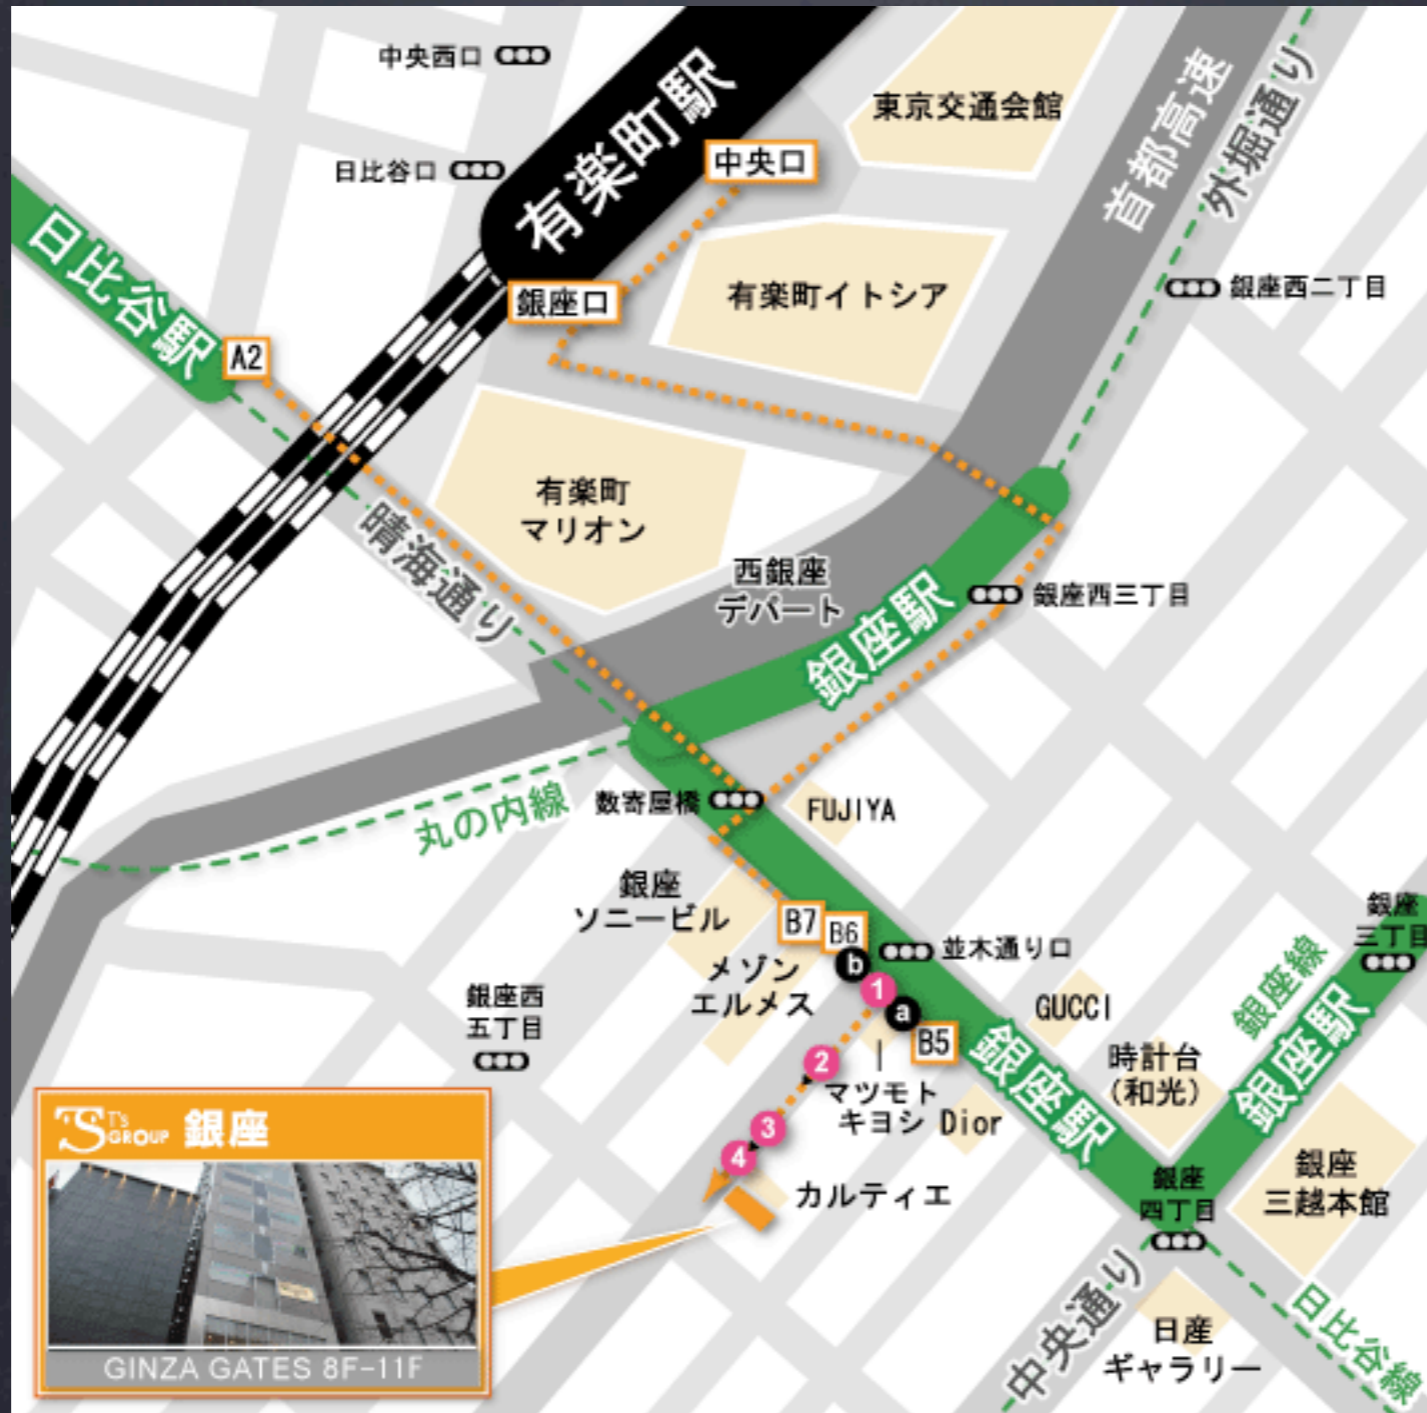 中央西口
有楽町駅
東京交通会館
首都高速
外堀通り
日比谷口
中央口
日比谷駅
A2
銀座口
有楽町イトシア
銀座西二丁目
有楽町
マリオン
晴海通り
西銀座
デパート
銀座駅
銀座西三丁目
丸の内線
数寄屋橋
FUJIYA
銀座
ソニービル
B7
B6
b
並木通り口
銀座
三丁目
メゾン
エルメス
1
a
B5
GUCCI
銀座線
銀座駅
銀座西
五丁目
2
マツモト
キヨシ
Dior
銀座駅
時計台
(和光)
3
4
カルティエ
銀座
四丁目
銀座
三越本館
TS T's GROUP 銀座
GINZA GATES 8F-11F
中央通り
日産
ギャラリー
日比谷線